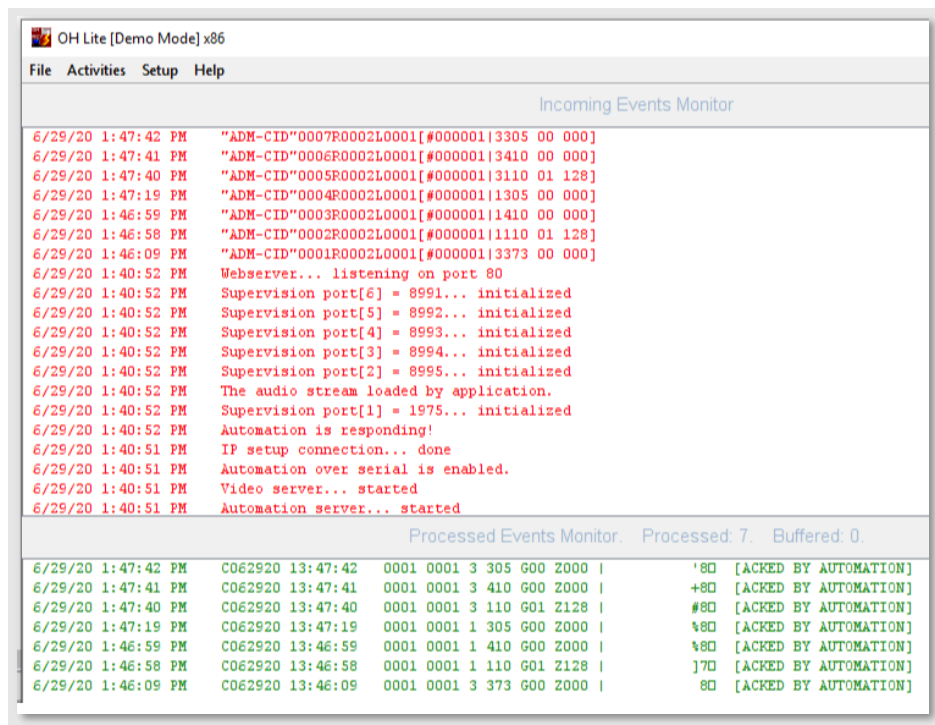 OH Lite [Demo Mode] x86
File Activities Setup Help
Incoming Events Monitor
6/29/20 1:47:42 PM "ADM-CID"0007R0002L0001[#000001|3305 00 000]
6/29/20 1:47:41 PM "ADM-CID"0006R0002L0001[#000001|3410 00 000]
6/29/20 1:47:40 PM "ADM-CID"0005R0002L0001[#000001|3110 01 128]
6/29/20 1:47:19 PM "ADM-CID"0004R0002L0001[#000001|1305 00 000]
6/29/20 1:46:59 PM "ADM-CID"0003R0002L0001[#000001|1410 00 000]
6/29/20 1:46:58 PM "ADM-CID"0002R0002L0001[#000001|1110 01 128]
6/29/20 1:46:09 PM "ADM-CID"0001R0002L0001[#000001|3373 00 000]
6/29/20 1:40:52 PM Webserver... listening on port 80
6/29/20 1:40:52 PM Supervision port[6] = 8991... initialized
6/29/20 1:40:52 PM Supervision port[5] = 8992... initialized
6/29/20 1:40:52 PM Supervision port[4] = 8993... initialized
6/29/20 1:40:52 PM Supervision port[3] = 8994... initialized
6/29/20 1:40:52 PM Supervision port[2] = 8995... initialized
6/29/20 1:40:52 PM The audio stream loaded by application.
6/29/20 1:40:52 PM Supervision port[1] = 1975... initialized
6/29/20 1:40:52 PM Automation is responding!
6/29/20 1:40:51 PM IP setup connection... done
6/29/20 1:40:51 PM Automation over serial is enabled.
6/29/20 1:40:51 PM Video server... started
6/29/20 1:40:51 PM Automation server... started
Processed Events Monitor. Processed: 7. Buffered: 0.
6/29/20 1:47:42 PM C062920 13:47:42 0001 0001 3 305 G00 Z000 | '8□ [ACKED BY AUTOMATION]
6/29/20 1:47:41 PM C062920 13:47:41 0001 0001 3 410 G00 Z000 | +8□ [ACKED BY AUTOMATION]
6/29/20 1:47:40 PM C062920 13:47:40 0001 0001 3 110 G01 Z128 | #8□ [ACKED BY AUTOMATION]
6/29/20 1:47:19 PM C062920 13:47:19 0001 0001 1 305 G00 Z000 | %8□ [ACKED BY AUTOMATION]
6/29/20 1:46:59 PM C062920 13:46:59 0001 0001 1 410 G00 Z000 | %8□ [ACKED BY AUTOMATION]
6/29/20 1:46:58 PM C062920 13:46:58 0001 0001 1 110 G01 Z128 | ]7□ [ACKED BY AUTOMATION]
6/29/20 1:46:09 PM C062920 13:46:09 0001 0001 3 373 G00 Z000 | 8□ [ACKED BY AUTOMATION]